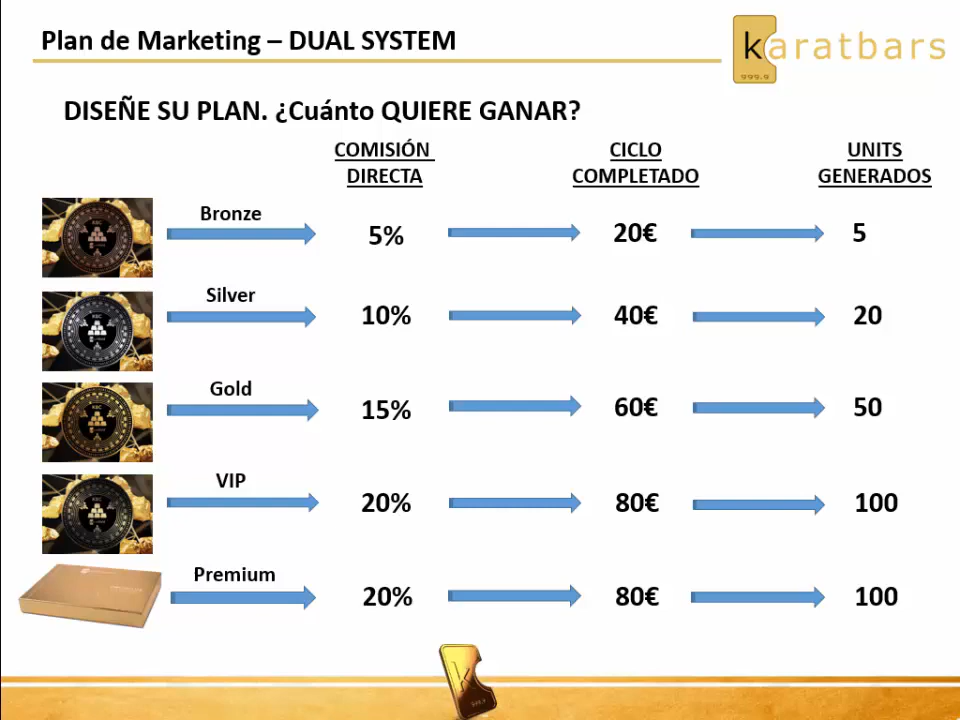 Plan de Marketing – DUAL SYSTEM
karatbars
999.9
DISEÑE SU PLAN. ¿Cuánto QUIERE GANAR?
COMISIÓN DIRECTA
CICLO COMPLETADO
UNITS GENERADOS
Bronze 5% 20€ 5
Silver 10% 40€ 20
Gold 15% 60€ 50
VIP 20% 80€ 100
Premium 20% 80€ 100